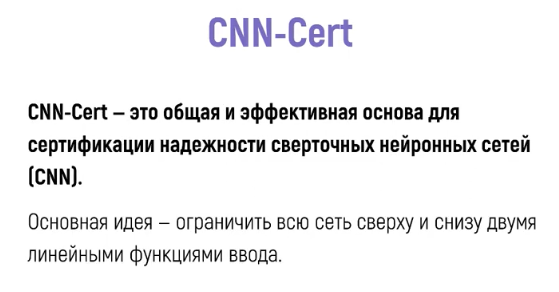 CNN-Cert
CNN-Cert – это общая и эффективная основа для
сертификации надежности сверточных нейронных сетей
(CNN).
Основная идея – ограничить всю сеть сверху и снизу двумя
линейными функциями ввода.